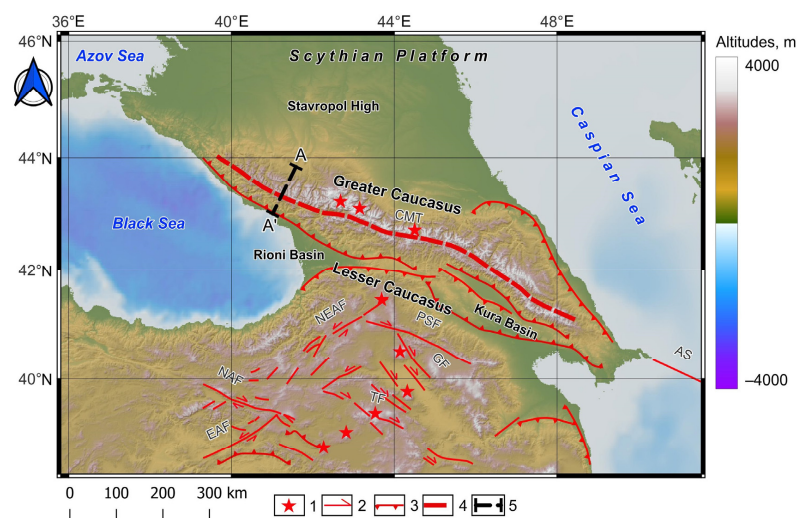 36°E 40°E 44°E 48°E
46°N
Azov Sea
Scythian Platform
Altitudes, m
4000
Stavropol High
Caspian Sea
44°N
A
Greater Caucasus
CMT
Black Sea
A'
Rioni Basin
42°N
Lesser Caucasus
NEAF
PSF
Kura Basin
GF
AS
40°N
NAF
TF
EAF
–4000
0 100 200 300 km
1 2 3 4 5